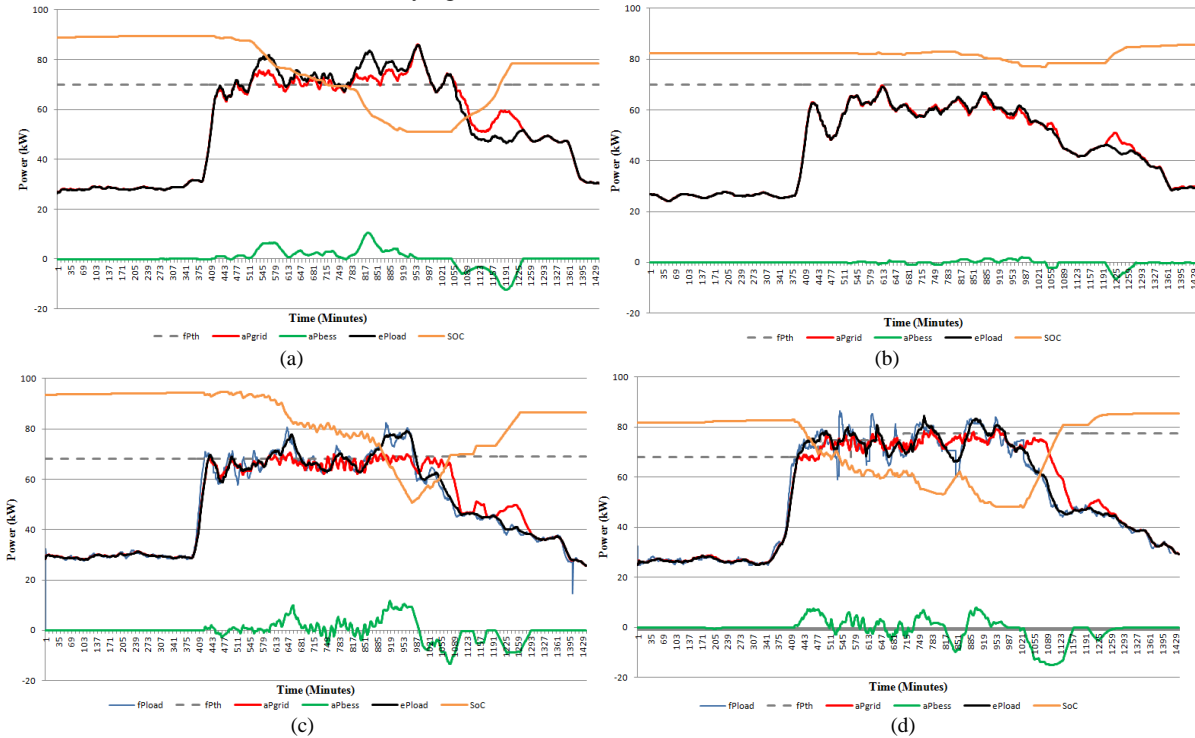 100
80
60
40
20
0
-20
Power (kW)
1 35 69 103 137 171 205 239 273 307 341 375 409 443 477 511 545 579 613 647 681 715 749 783 817 851 885 919 953 987 1021 1055 1089 1123 1157 1191 1225 1259 1293 1327 1361 1395 1429
Time (Minutes)
fPth aPgrid aPbess ePload SOC
(a)
100
80
60
40
20
0
-20
Power (kW)
1 35 69 103 137 171 205 239 273 307 341 375 409 443 477 511 545 579 613 647 681 715 749 783 817 851 885 919 953 987 1021 1055 1089 1123 1157 1191 1225 1259 1293 1327 1361 1395 1429
Time (Minutes)
fPth aPgrid aPbess ePload SOC
(b)
100
80
60
40
20
0
-20
Power (kW)
1 35 69 103 137 171 205 239 273 307 341 375 409 443 477 511 545 579 613 647 681 715 749 783 817 851 885 919 953 987 1021 1055 1089 1123 1157 1191 1225 1259 1293 1327 1361 1395 1429
Time (Minutes)
fPload fPth aPgrid aPbess ePload SoC
(c)
100
80
60
40
20
0
-20
Power (kW)
1 35 69 103 137 171 205 239 273 307 341 375 409 443 477 511 545 579 613 647 681 715 749 783 817 851 885 919 953 987 1021 1055 1089 1123 1157 1191 1225 1259 1293 1327 1361 1395 1429
Time (Minutes)
fPload fPth aPgrid aPbess ePload SoC
(d)